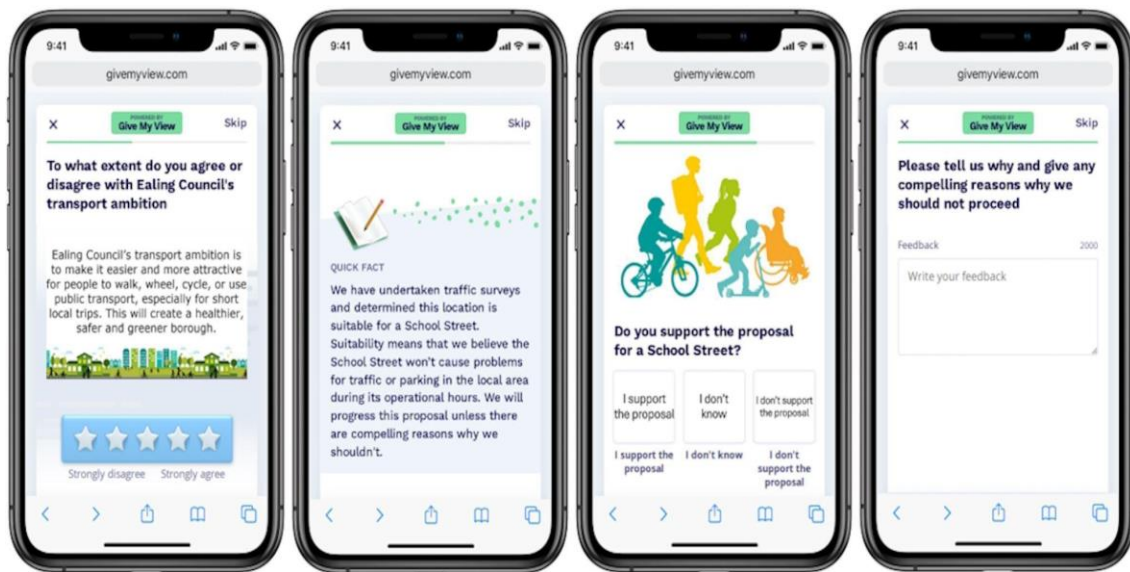 9:41
givemyview.com
X
POWERED BY
Give My View
Skip
To what extent do you agree or
disagree with Ealing Council's
transport ambition
Ealing Council's transport ambition is
to make it easier and more attractive
for people to walk, wheel, cycle, or use
public transport, especially for short
local trips. This will create a healthier,
safer and greener borough.
Strongly disagree Strongly agree
9:41
givemyview.com
X
POWERED BY
Give My View
Skip
QUICK FACT
We have undertaken traffic surveys
and determined this location is
suitable for a School Street.
Suitability means that we believe the
School Street won't cause problems
for traffic or parking in the local area
during its operational hours. We will
progress this proposal unless there
are compelling reasons why we
shouldn't.
9:41
givemyview.com
X
POWERED BY
Give My View
Skip
Do you support the proposal
for a School Street?
I support
the proposal
I don't
know
I don't support
the proposal
I support the
proposal
I don't know
I don't
support the
proposal
9:41
givemyview.com
X
POWERED BY
Give My View
Skip
Please tell us why and give any
compelling reasons why we
should not proceed
Feedback 2000
Write your feedback